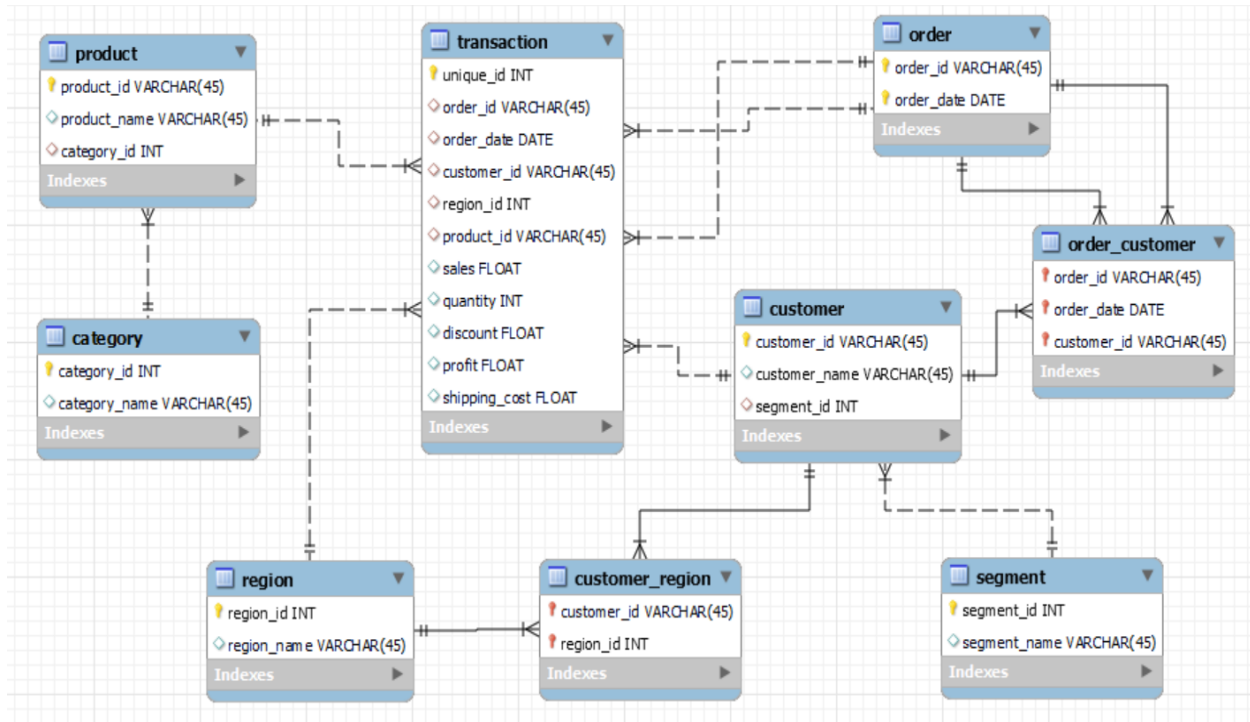 product
product_id VARCHAR(45)
product_name VARCHAR(45)
category_id INT
Indexes
transaction
unique_id INT
order_id VARCHAR(45)
order_date DATE
customer_id VARCHAR(45)
region_id INT
product_id VARCHAR(45)
sales FLOAT
quantity INT
discount FLOAT
profit FLOAT
shipping_cost FLOAT
Indexes
order
order_id VARCHAR(45)
order_date DATE
Indexes
order_customer
order_id VARCHAR(45)
order_date DATE
customer_id VARCHAR(45)
Indexes
category
category_id INT
category_name VARCHAR(45)
Indexes
customer
customer_id VARCHAR(45)
customer_name VARCHAR(45)
segment_id INT
Indexes
region
region_id INT
region_name VARCHAR(45)
Indexes
customer_region
customer_id VARCHAR(45)
region_id INT
Indexes
segment
segment_id INT
segment_name VARCHAR(45)
Indexes